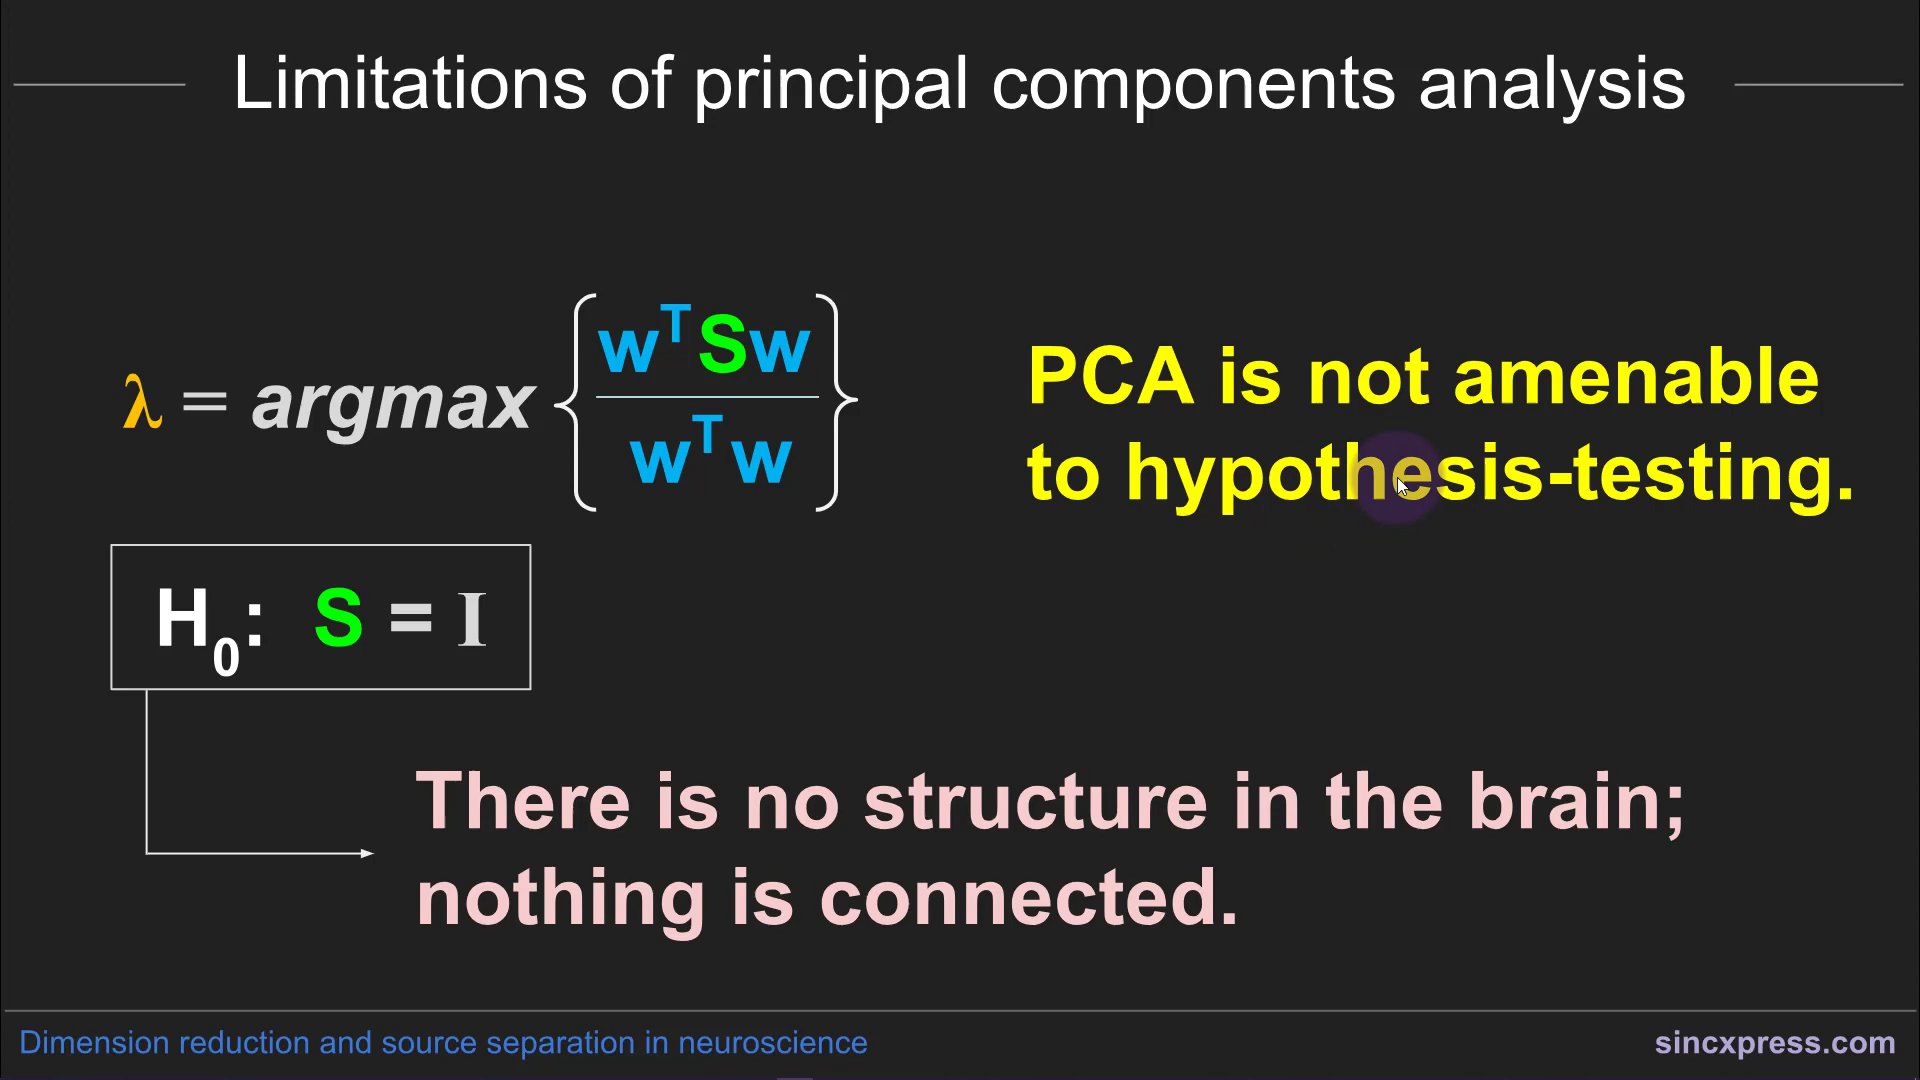 Limitations of principal components analysis
λ = argmax { wᵀSw / wᵀw }
PCA is not amenable
to hypothesis-testing.
H₀: S = I
There is no structure in the brain;
nothing is connected.
Dimension reduction and source separation in neuroscience
sincxpress.com